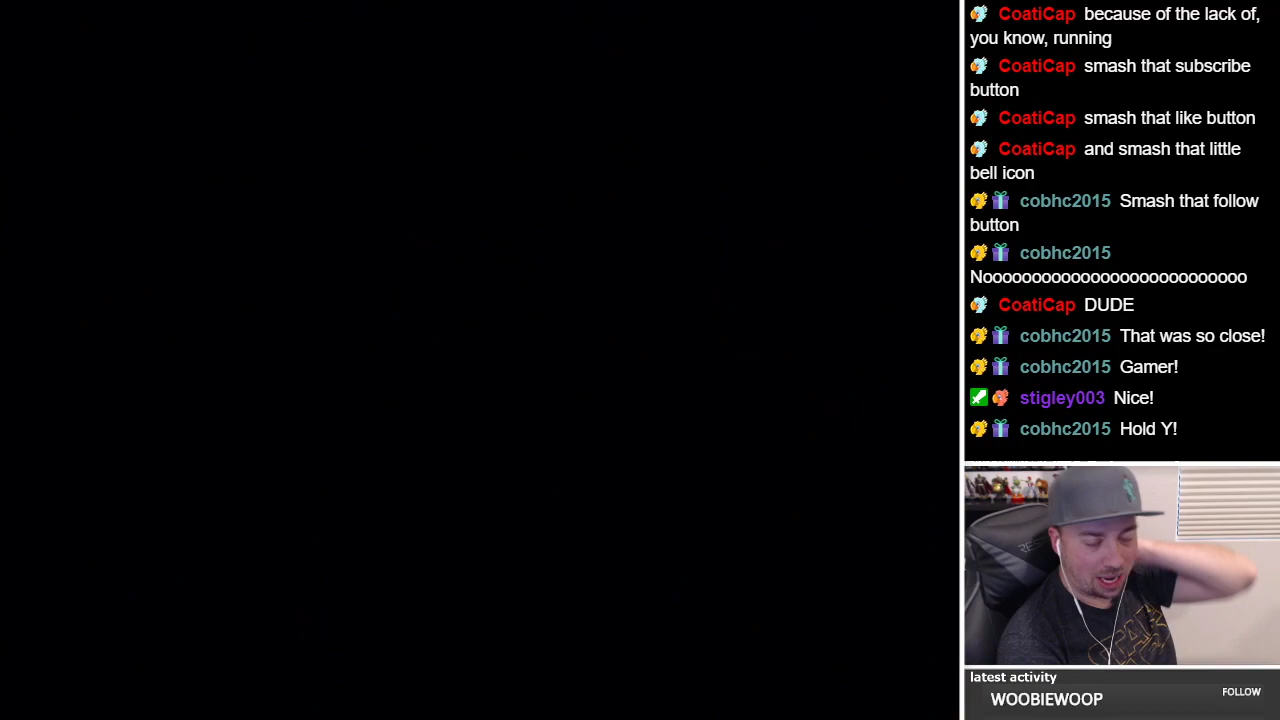 CoatiCap because of the lack of,
you know, running
CoatiCap smash that subscribe
button
CoatiCap smash that like button
CoatiCap and smash that little
bell icon
cobhc2015 Smash that follow
button
cobhc2015
Nooooooooooooooooooooooooooo
CoatiCap DUDE
cobhc2015 That was so close!
cobhc2015 Gamer!
stigley003 Nice!
cobhc2015 Hold Y!
latest activity
WOOBIEWOOP FOLLOW